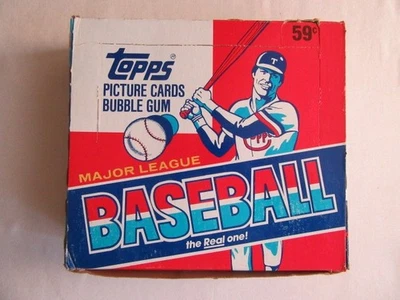 59¢
topps®
PICTURE CARDS
BUBBLE GUM
T
MAJOR LEAGUE
BASEBALL
the Real one!